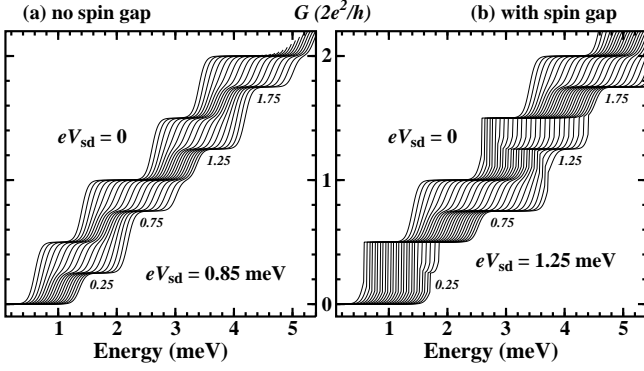 (a) no spin gap
G (2e²/h)
(b) with spin gap
2
1
0
eVsd = 0
1.75
1.25
0.75
0.25
eVsd = 0.85 meV
eVsd = 0
1.75
1.25
0.75
0.25
eVsd = 1.25 meV
1 2 3 4 5
1 2 3 4 5
Energy (meV)
Energy (meV)